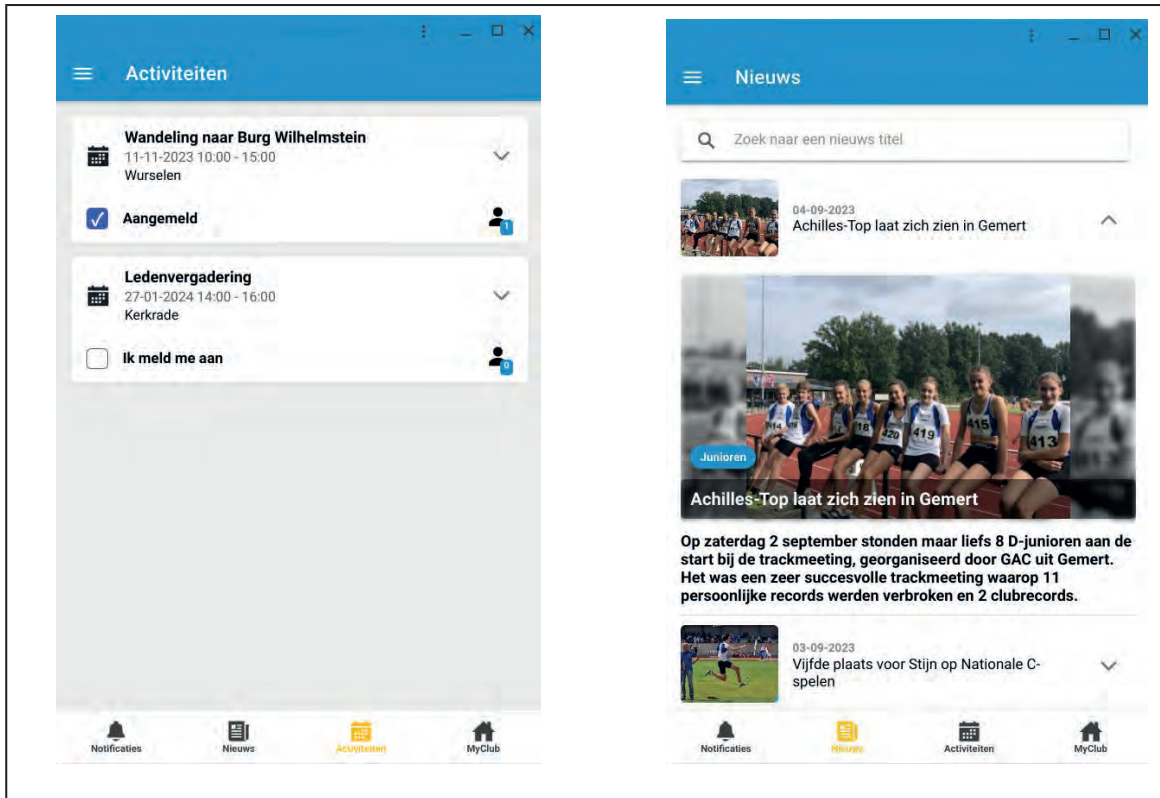 Activiteiten
Wandeling naar Burg Wilhelmstein
11-11-2023 10:00 - 15:00
Wurselen
Aangemeld
1
Ledenvergadering
27-01-2024 14:00 - 16:00
Kerkrade
Ik meld me aan
0
Notificaties
Nieuws
Activiteiten
MyClub
Nieuws
Zoek naar een nieuws titel
04-09-2023
Achilles-Top laat zich zien in Gemert
414
18
420
419
415
413
Junioren
Achilles-Top laat zich zien in Gemert
Op zaterdag 2 september stonden maar liefs 8 D-junioren aan de
start bij de trackmeeting, georganiseerd door GAC uit Gemert.
Het was een zeer succesvolle trackmeeting waarop 11
persoonlijke records werden verbroken en 2 clubrecords.
03-09-2023
Vijfde plaats voor Stijn op Nationale C-
spelen
Notificaties
Nieuws
Activiteiten
MyClub